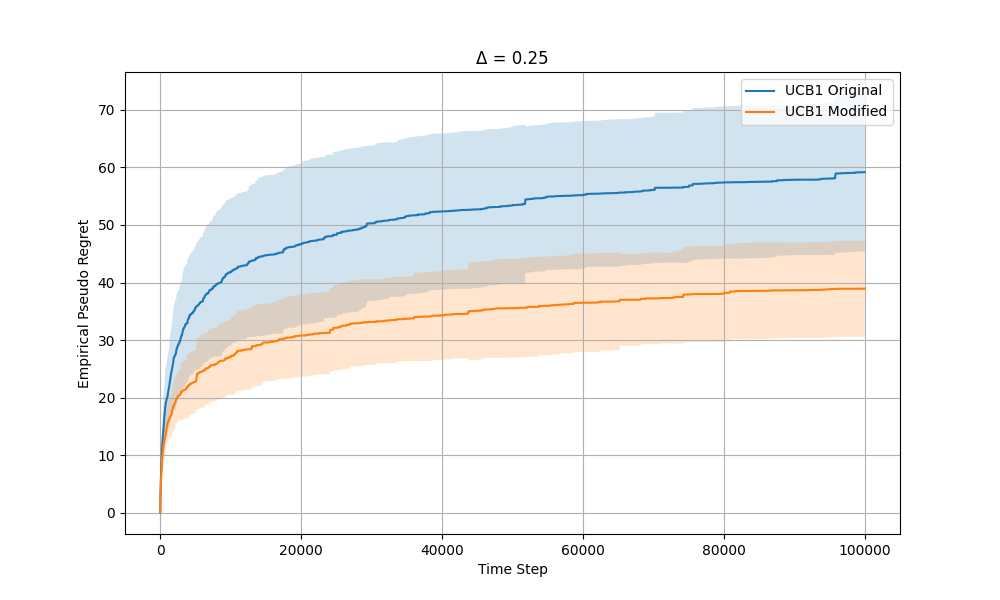 Δ = 0.25
UCB1 Original
UCB1 Modified
Empirical Pseudo Regret
70
60
50
40
30
20
10
0
0 20000 40000 60000 80000 100000
Time Step